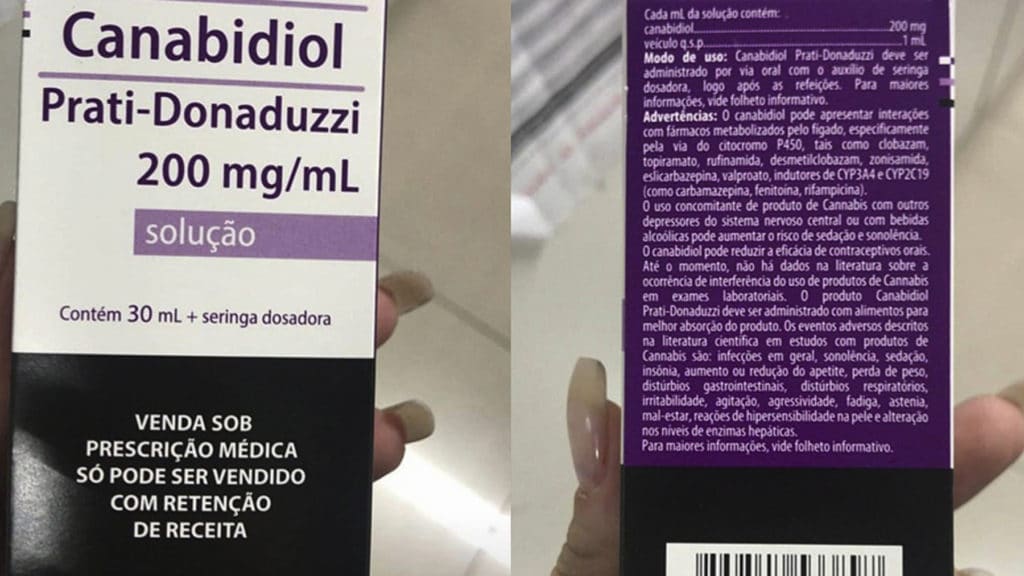 Canabidiol
Prati-Donaduzzi
200 mg/mL
solução
Contém 30 mL + seringa dosadora
VENDA SOB
PRESCRIÇÃO MÉDICA
SÓ PODE SER VENDIDO
COM RETENÇÃO
DE RECEITA
Cada mL da solução contém:
canabidiol..........................................................200 mg
veículo q.s.p.........................................................1 mL
Modo de uso: Canabidiol Prati-Donaduzzi deve ser
administrado por via oral com o auxílio de seringa
dosadora, logo após as refeições. Para maiores
informações, vide folheto informativo.
Advertências: O canabidiol pode apresentar interações
com fármacos metabolizados pelo fígado, especificamente
pela via do citocromo P450, tais como clobazam,
topiramato, rufinamida, desmetilclobazam, zonisamida,
eslicarbazepina, valproato, indutores de CYP3A4 e CYP2C19
(como carbamazepina, fenitoína, rifampicina).
O uso concomitante de produto de Cannabis com outros
depressores do sistema nervoso central ou com bebidas
alcoólicas pode aumentar o risco de sedação e sonolência.
O canabidiol pode reduzir a eficácia de contraceptivos orais.
Até o momento, não há dados na literatura sobre a
ocorrência de interferência do uso de produtos de Cannabis
em exames laboratoriais. O produto Canabidiol
Prati-Donaduzzi deve ser administrado com alimentos para
melhor absorção do produto. Os eventos adversos descritos
na literatura científica em estudos com produtos de
Cannabis são: infecções em geral, sonolência, sedação,
insônia, aumento ou redução do apetite, perda de peso,
distúrbios gastrointestinais, distúrbios respiratórios,
irritabilidade, agitação, agressividade, fadiga, astenia,
mal-estar, reações de hipersensibilidade na pele e alteração
nos níveis de enzimas hepáticas.
Para maiores informações, vide folheto informativo.